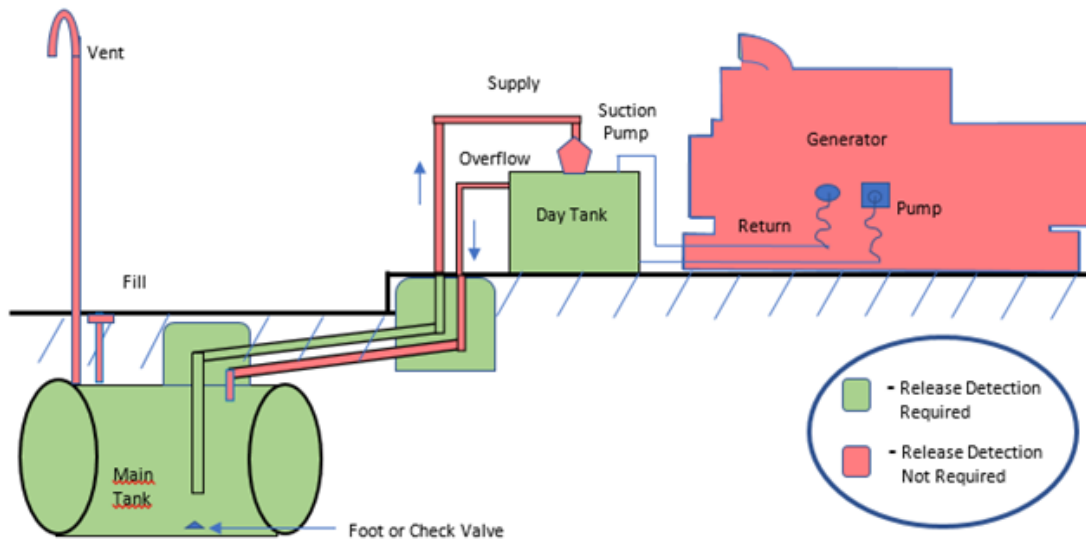 Vent
Supply
Suction
Pump
Overflow
Generator
Day Tank
Pump
Return
Fill
Main
Tank
Foot or Check Valve
- Release Detection
Required
- Release Detection
Not Required